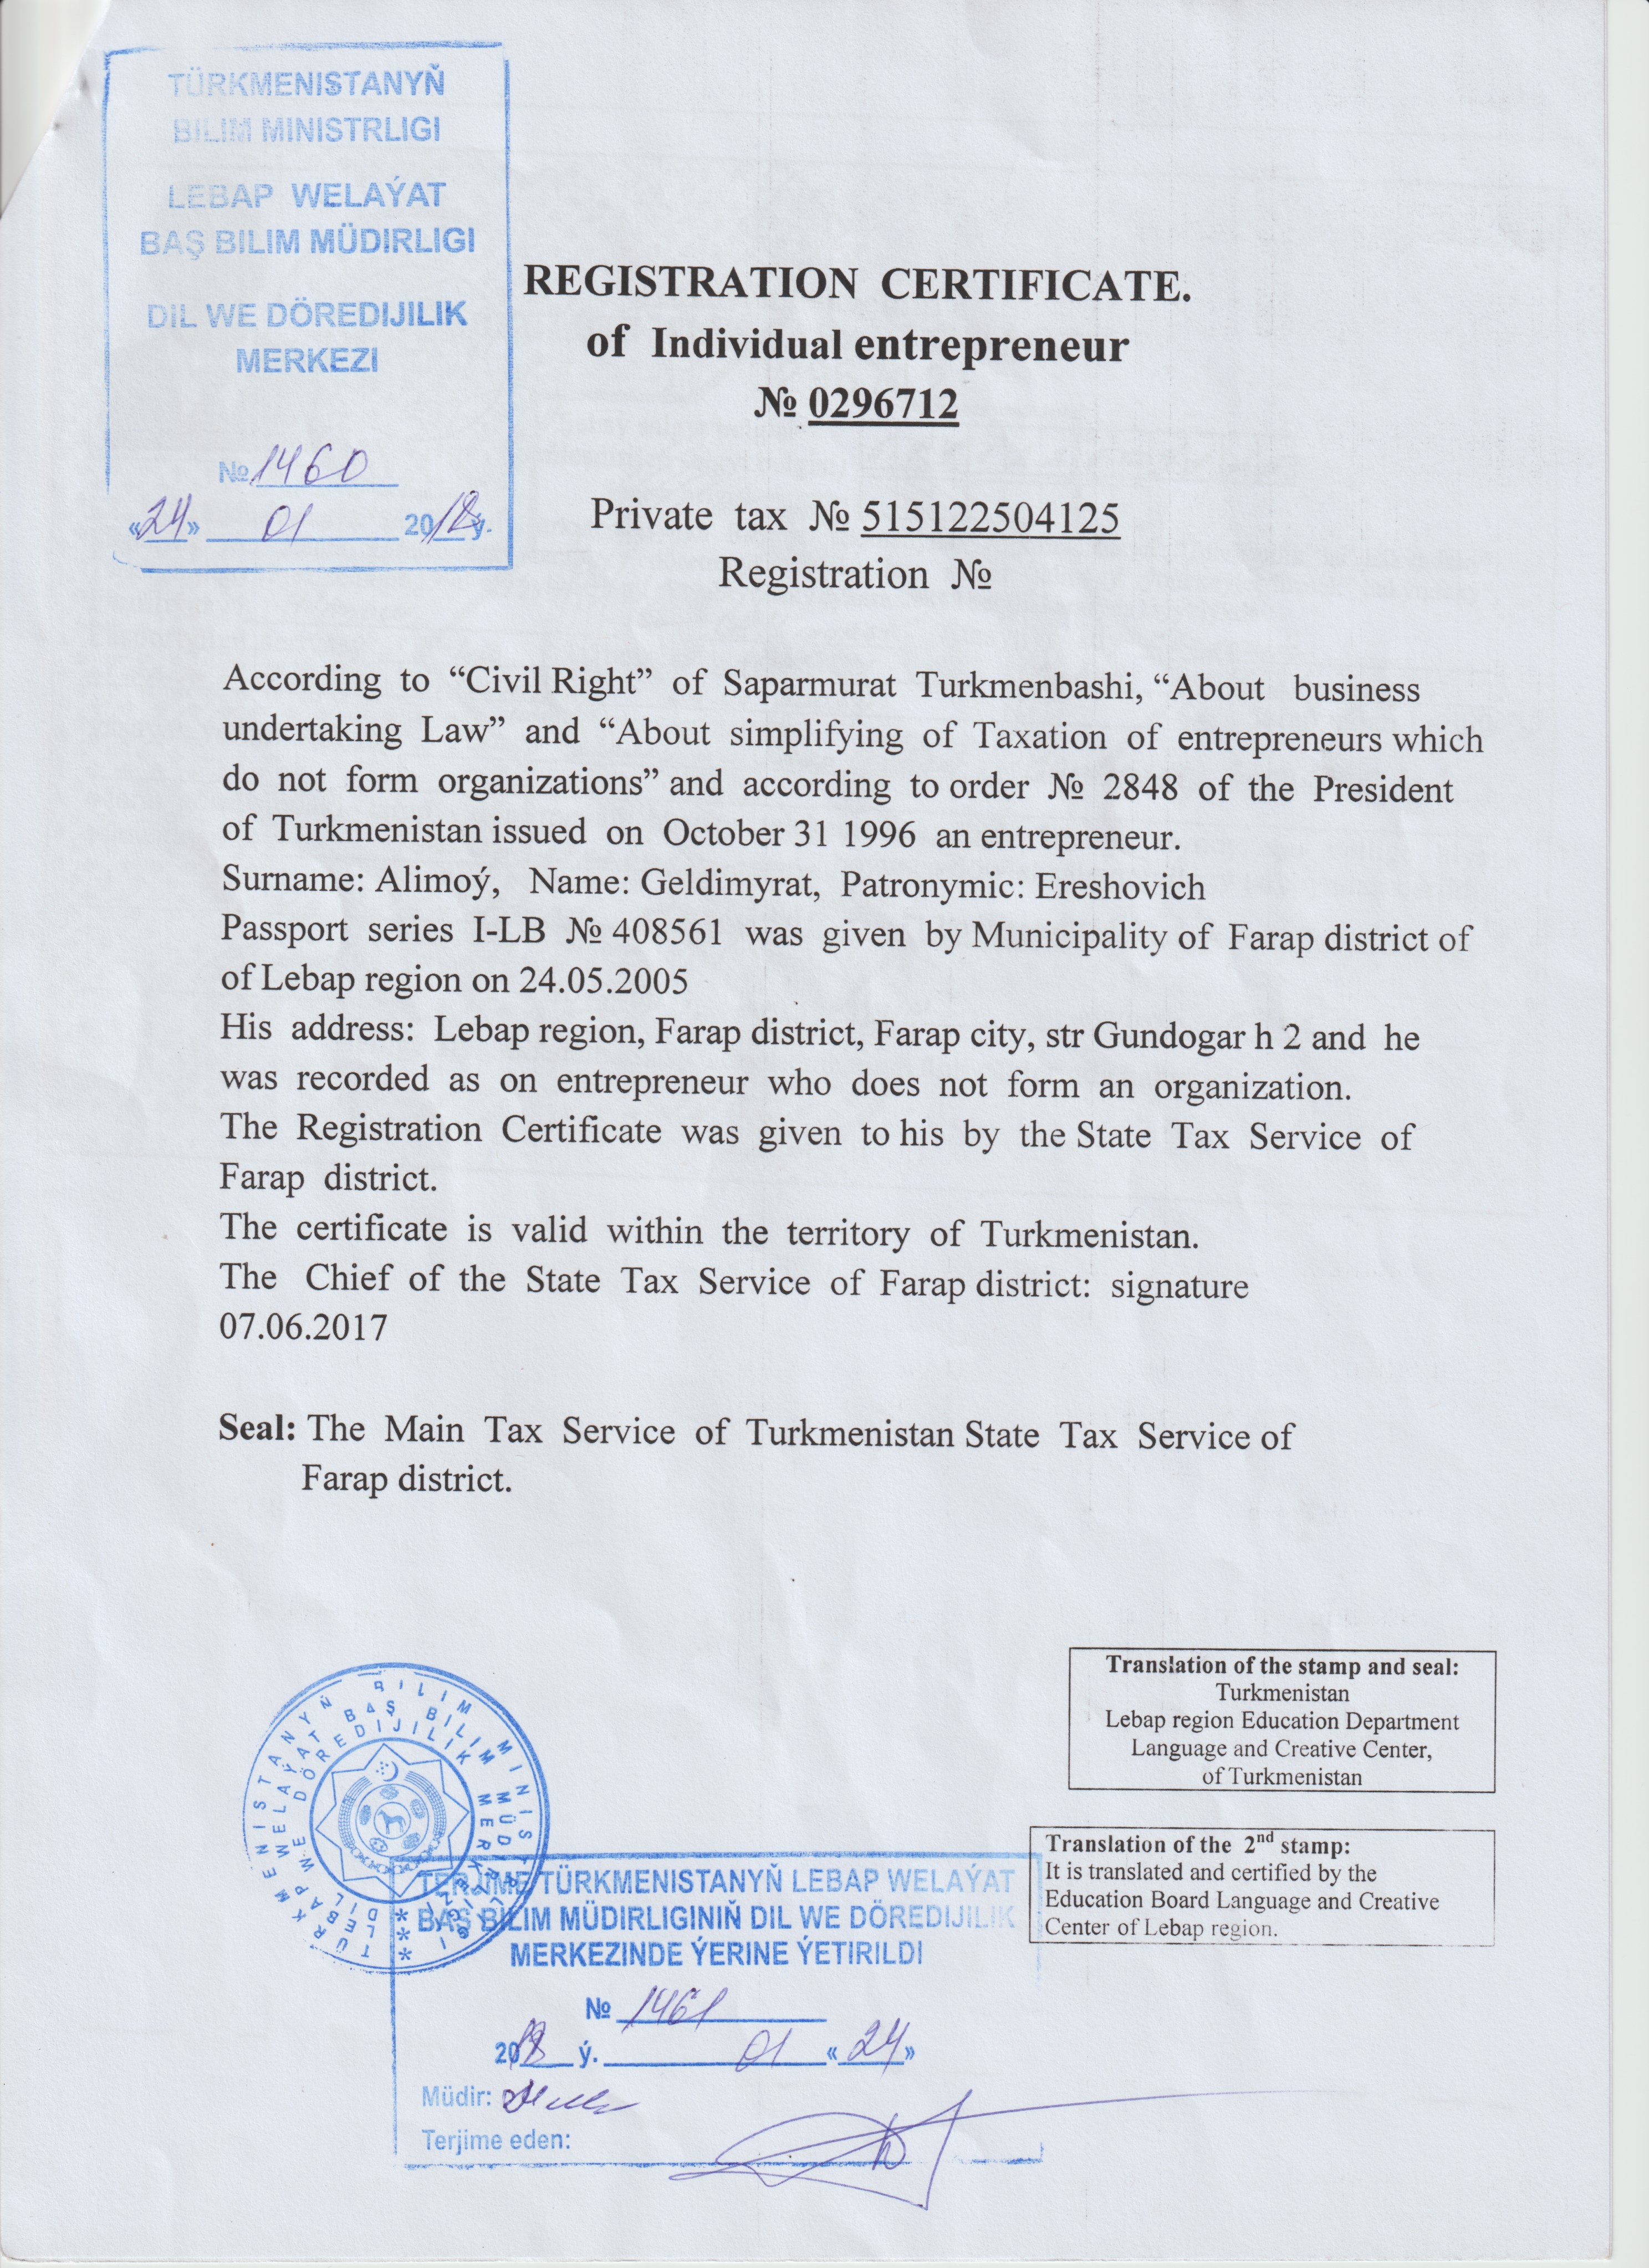 TÜRKMENISTANYŇ
BILIM MINISTRLIGI
LEBAP WELAÝAT
BAŞ BILIM MÜDIRLIGI
DIL WE DÖREDIJILIK
MERKEZI
№ 1460
«24» 01 2018 ý.
REGISTRATION CERTIFICATE.
of Individual entrepreneur
№ 0296712
Private tax № 515122504125
Registration №
According to “Civil Right” of Saparmurat Turkmenbashi, “About business
undertaking Law” and “About simplifying of Taxation of entrepreneurs which
do not form organizations” and according to order № 2848 of the President
of Turkmenistan issued on October 31 1996 an entrepreneur.
Surname: Alimoý, Name: Geldimyrat, Patronymic: Ereshovich
Passport series I-LB № 408561 was given by Municipality of Farap district of
of Lebap region on 24.05.2005
His address: Lebap region, Farap district, Farap city, str Gundogar h 2 and he
was recorded as on entrepreneur who does not form an organization.
The Registration Certificate was given to his by the State Tax Service of
Farap district.
The certificate is valid within the territory of Turkmenistan.
The Chief of the State Tax Service of Farap district: signature
07.06.2017
Seal: The Main Tax Service of Turkmenistan State Tax Service of
Farap district.
Translation of the stamp and seal:
Turkmenistan
Lebap region Education Department
Language and Creative Center,
of Turkmenistan
Translation of the 2nd stamp:
It is translated and certified by the
Education Board Language and Creative
Center of Lebap region.
TÜRKMENISTANYŇ BILIM MINISTRLIGI
LEBAP WELAÝAT BAŞ BILIM MÜDIRLIGI
DIL WE DÖREDIJILIK MERKEZI
TERJIME TÜRKMENISTANYŇ LEBAP WELAÝAT
BAŞ BILIM MÜDIRLIGINIŇ DIL WE DÖREDIJILIK
MERKEZINDE ÝERINE ÝETIRILDI
№ 1461
2018 ý. 01 «24»
Müdir:
Terjime eden: